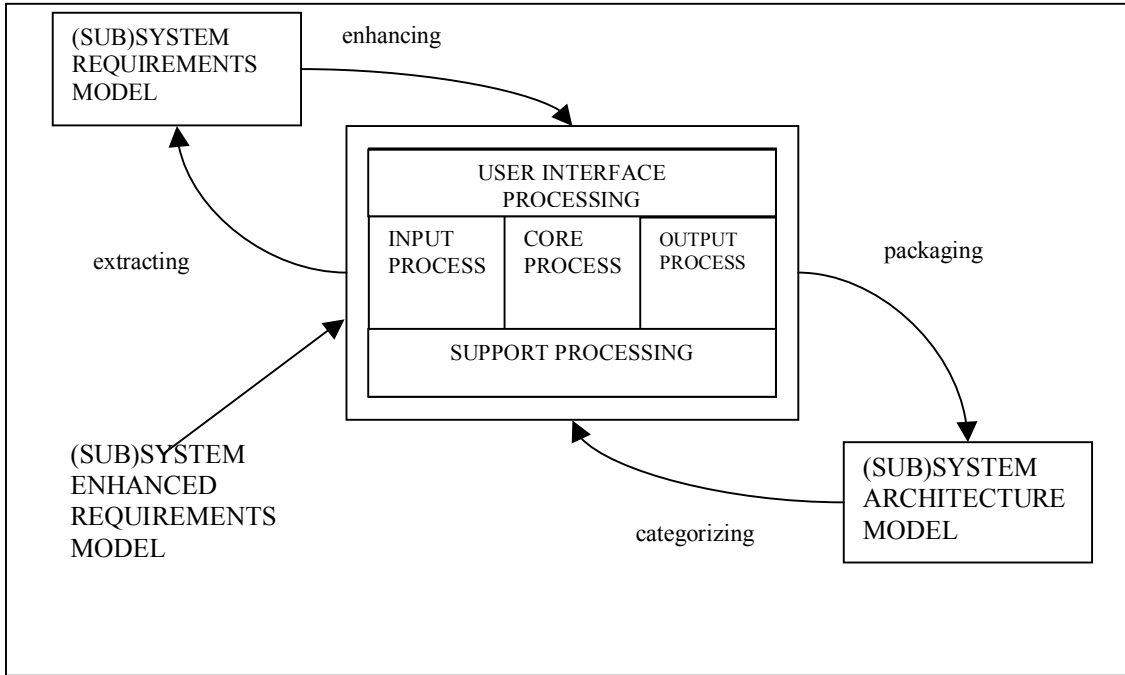 (SUB)SYSTEM
REQUIREMENTS
MODEL
enhancing
USER INTERFACE
PROCESSING
INPUT
PROCESS
CORE
PROCESS
OUTPUT
PROCESS
SUPPORT PROCESSING
extracting
packaging
(SUB)SYSTEM
ENHANCED
REQUIREMENTS
MODEL
categorizing
(SUB)SYSTEM
ARCHITECTURE
MODEL